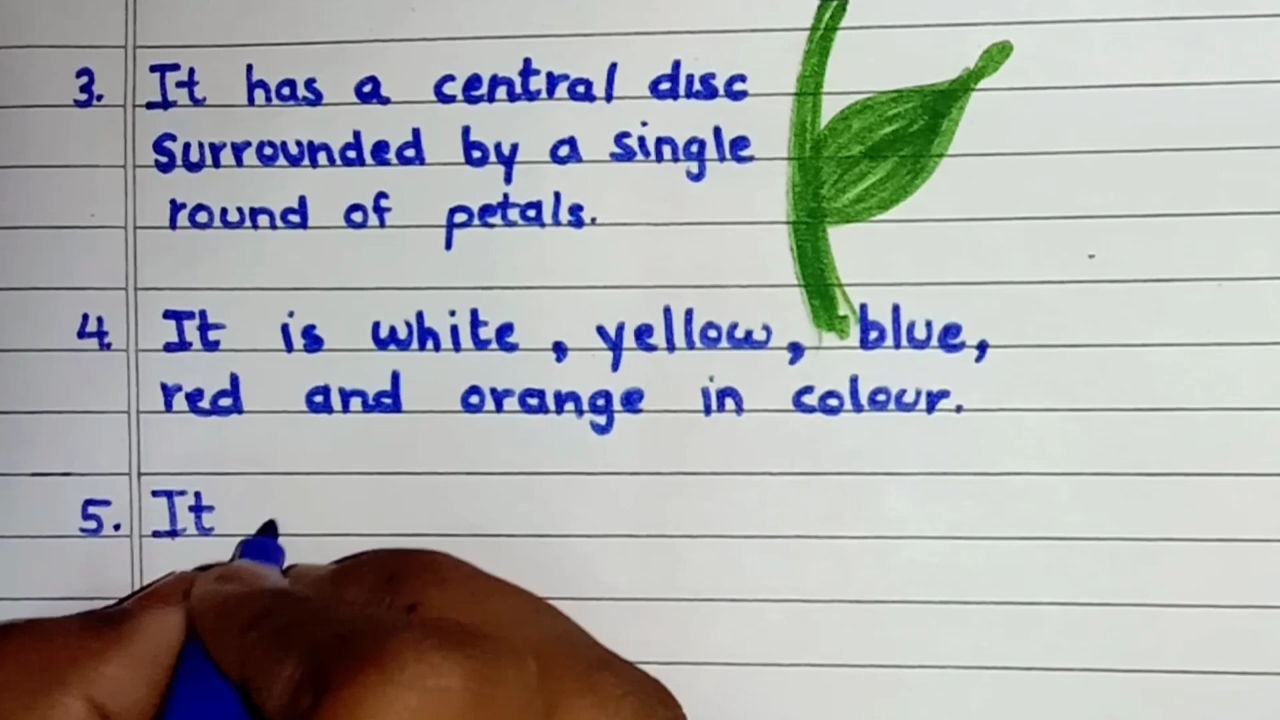 3. It has a central disc
surrounded by a single
round of petals.
4. It is white, yellow, blue,
red and orange in colour.
5. It